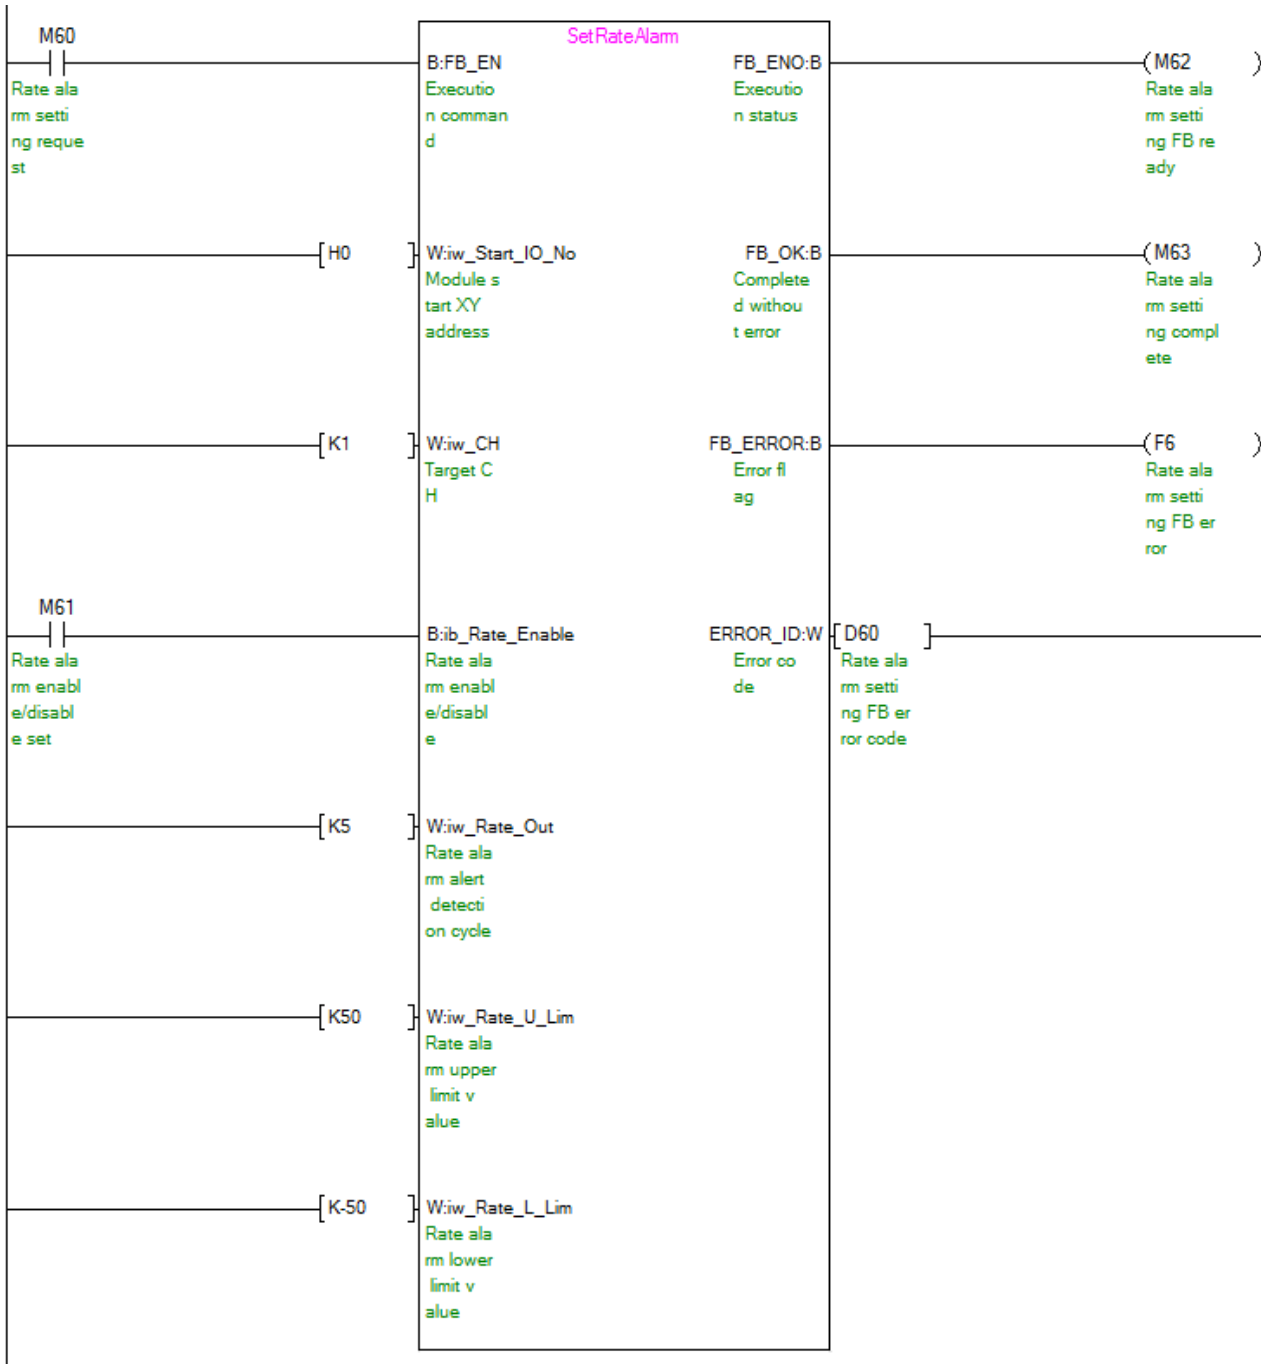 M60
Rate ala
rm setti
ng reque
st
SetRateAlarm
B:FB_EN
Executio
n comman
d
FB_ENO:B
Executio
n status
M62
Rate ala
rm setti
ng FB re
ady
H0
W:iw_Start_IO_No
Module s
tart XY
address
FB_OK:B
Complete
d withou
t error
M63
Rate ala
rm setti
ng compl
ete
K1
W:iw_CH
Target C
H
FB_ERROR:B
Error fl
ag
F6
Rate ala
rm setti
ng FB er
ror
M61
Rate ala
rm enabl
e/disabl
e set
B:ib_Rate_Enable
Rate ala
rm enabl
e/disabl
e
ERROR_ID:W
Error co
de
D60
Rate ala
rm setti
ng FB er
ror code
K5
W:iw_Rate_Out
Rate ala
rm alert
detecti
on cycle
K50
W:iw_Rate_U_Lim
Rate ala
rm upper
limit v
alue
K-50
W:iw_Rate_L_Lim
Rate ala
rm lower
limit v
alue